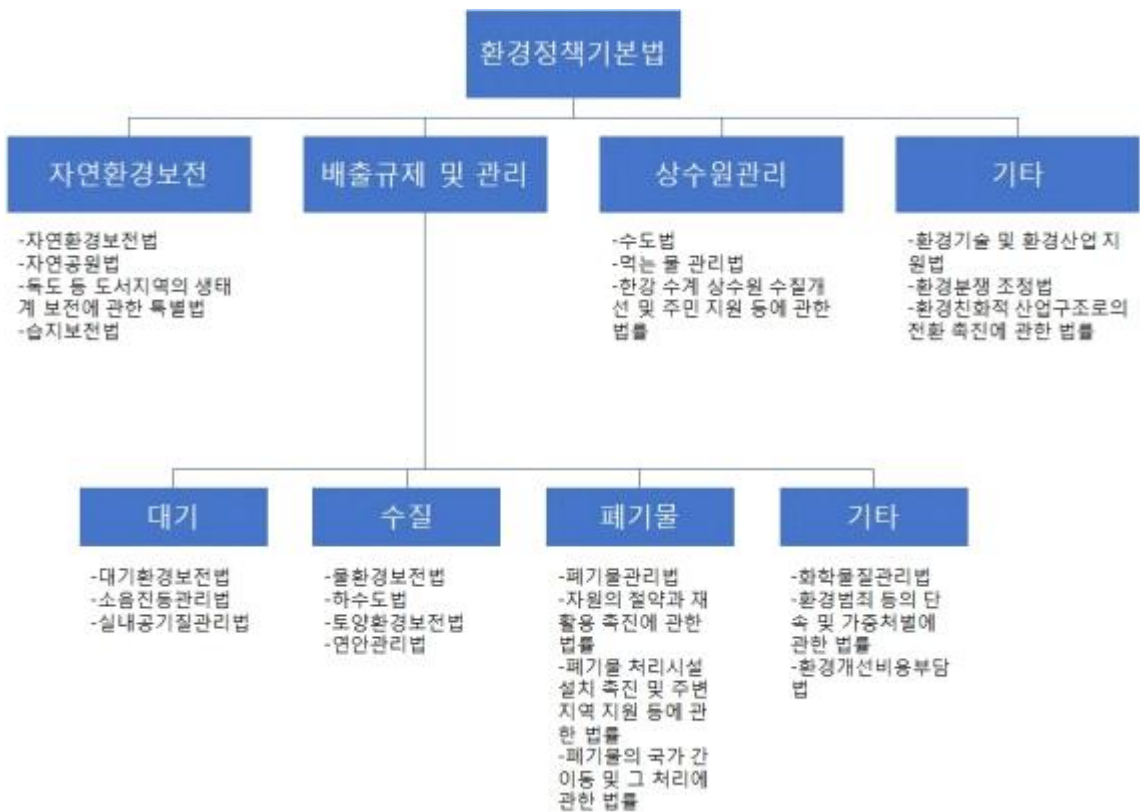 환경정책기본법
자연환경보전
-자연환경보전법
-자연공원법
-독도 등 도서지역의 생태
계 보전에 관한 특별법
-습지보전법
배출규제 및 관리
상수원관리
-수도법
-먹는 물 관리법
-한강 수계 상수원 수질개
선 및 주민 지원 등에 관한
법률
기타
-환경기술 및 환경산업 지
원법
-환경분쟁 조정법
-환경친화적 산업구조로의
전환 촉진에 관한 법률
대기
-대기환경보전법
-소음진동관리법
-실내공기질관리법
수질
-물환경보전법
-하수도법
-토양환경보전법
-연안관리법
폐기물
-폐기물관리법
-자원의 절약과 재
활용 촉진에 관한
법률
-폐기물 처리시설
설치 촉진 및 주변
지역 지원 등에 관
한 법률
-폐기물의 국가 간
이동 및 그 처리에
관한 법률
기타
-화학물질관리법
-환경범죄 등의 단
속 및 가중처벌에
관한 법률
-환경개선비용부담
법